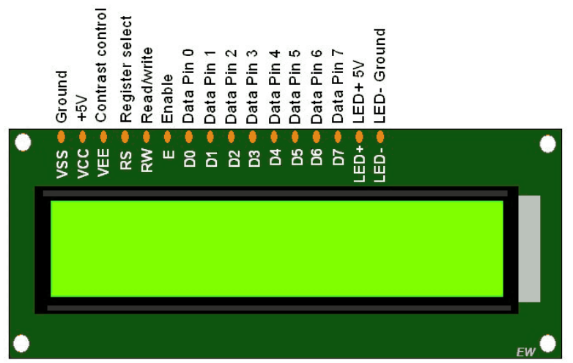 Ground
+5V
Contrast control
Register select
Read/write
Enable
Data Pin 0
Data Pin 1
Data Pin 2
Data Pin 3
Data Pin 4
Data Pin 5
Data Pin 6
Data Pin 7
LED+ 5V
LED- Ground
VSS
VCC
VEE
RS
RW
E
D0
D1
D2
D3
D4
D5
D6
D7
LED+
LED-
EW